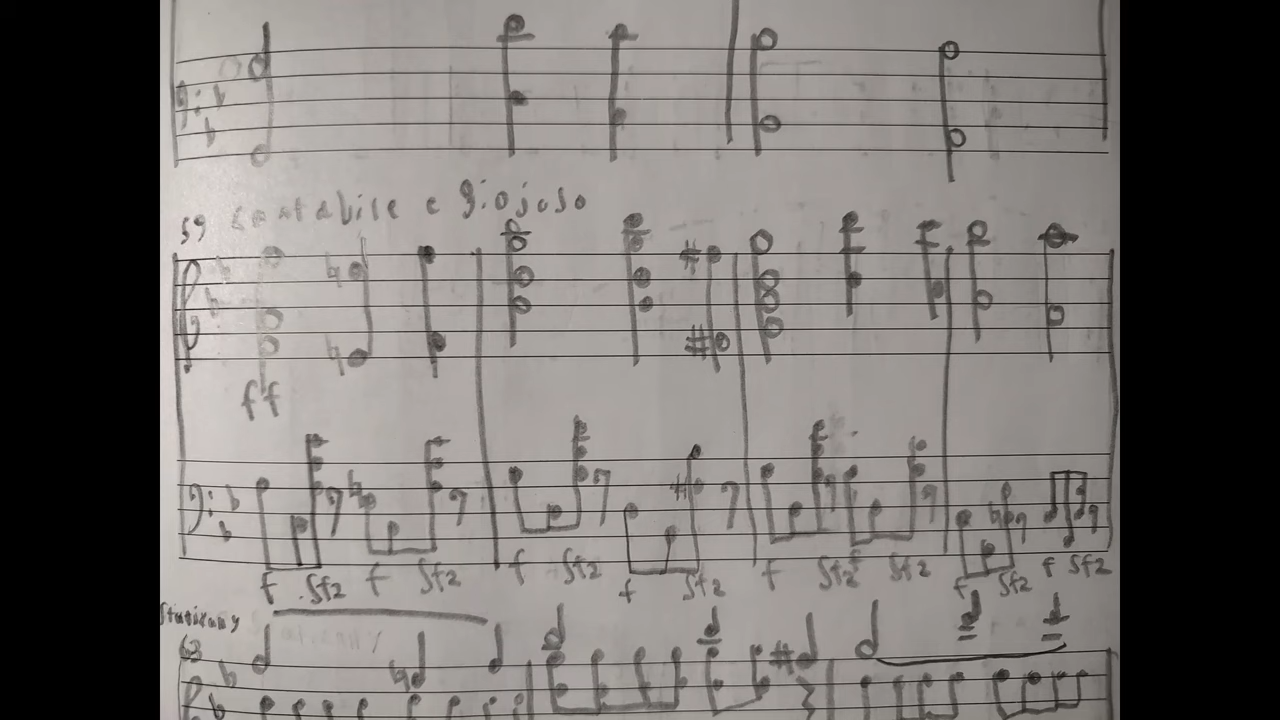 59 Cantabile e giojoso
ff
f sfz f sfz f sfz f sfz f sfz sfz f sfz f sfz
63